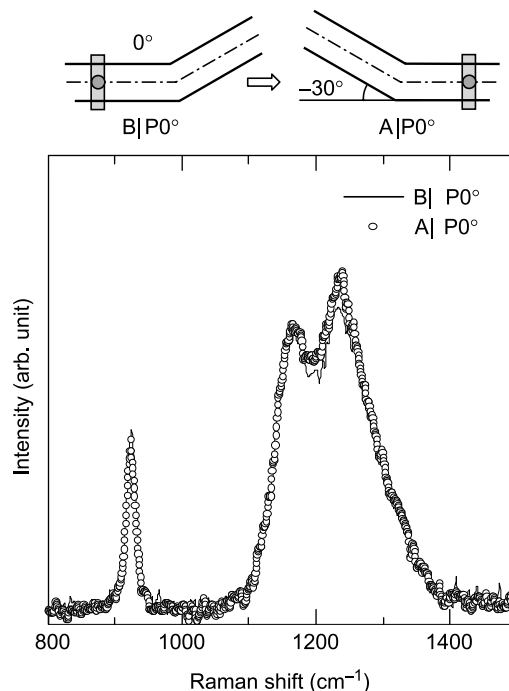 0°
–30°
B|P0°
A|P0°
B| P0°
A| P0°
Intensity (arb. unit)
800
1000
1200
1400
Raman shift (cm⁻¹)